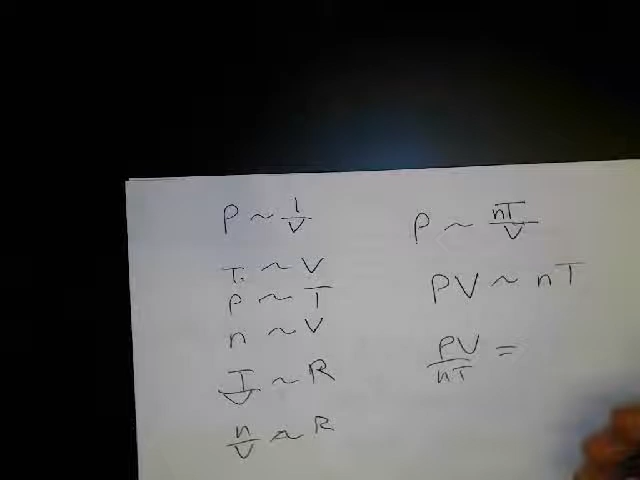 P ~ 1/V
T ~ V
P ~ T
n ~ V
T/V ~ R
n/V ~ R
P ~ nT/V
PV ~ nT
PV/nT =